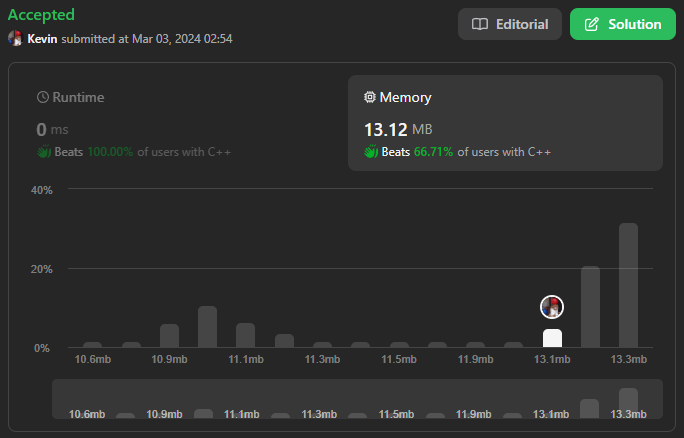 Accepted
Kevin submitted at Mar 03, 2024 02:54
Editorial
Solution
Runtime
0 ms
Beats 100.00% of users with C++
Memory
13.12 MB
Beats 66.71% of users with C++
40%
20%
0%
10.6mb 10.9mb 11.1mb 11.3mb 11.5mb 11.9mb 13.1mb 13.3mb
10.6mb 10.9mb 11.1mb 11.3mb 11.5mb 11.9mb 13.1mb 13.3mb